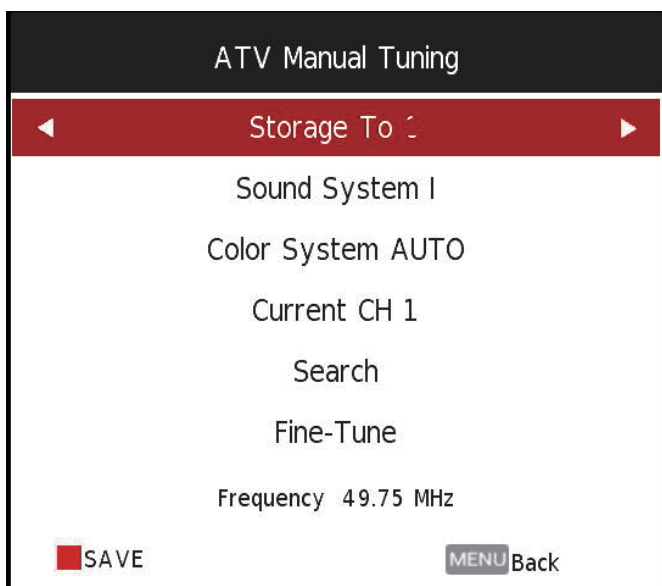 ATV Manual Tuning
Storage To
Sound System I
Color System AUTO
Current CH 1
Search
Fine-Tune
Frequency 49.75 MHz
SAVE MENU Back